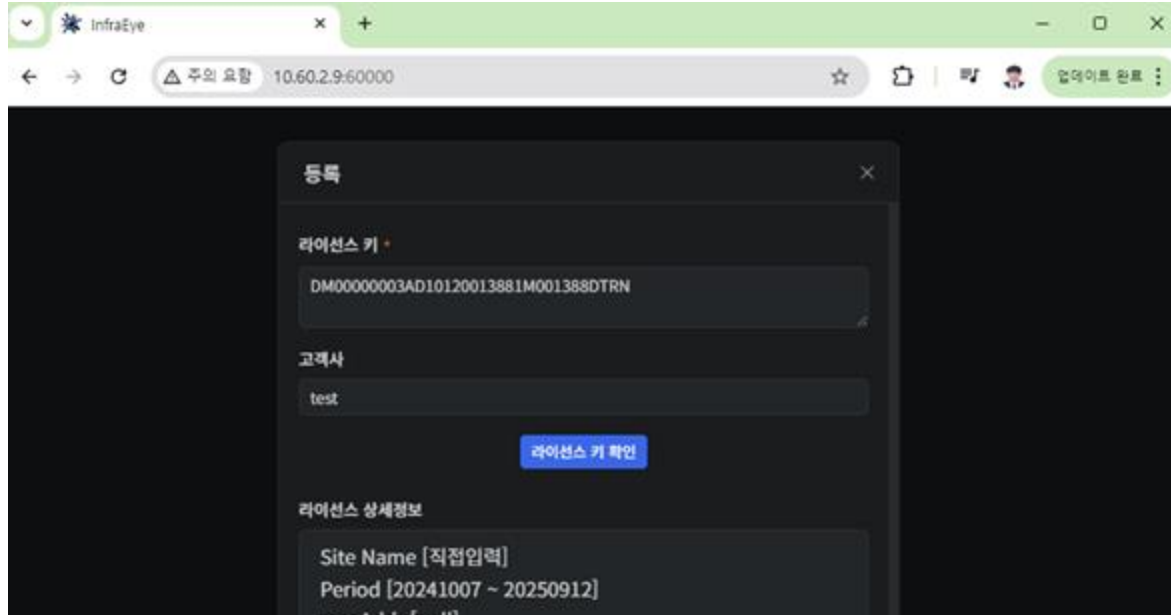 InfraEye
주의 요함 10.60.2.9:60000 업데이트 완료
등록
라이선스 키 *
DM00000003AD10120013881M001388DTRN
고객사
test
라이선스 키 확인
라이선스 상세정보
Site Name [직접입력]
Period [20241007 ~ 20250912]